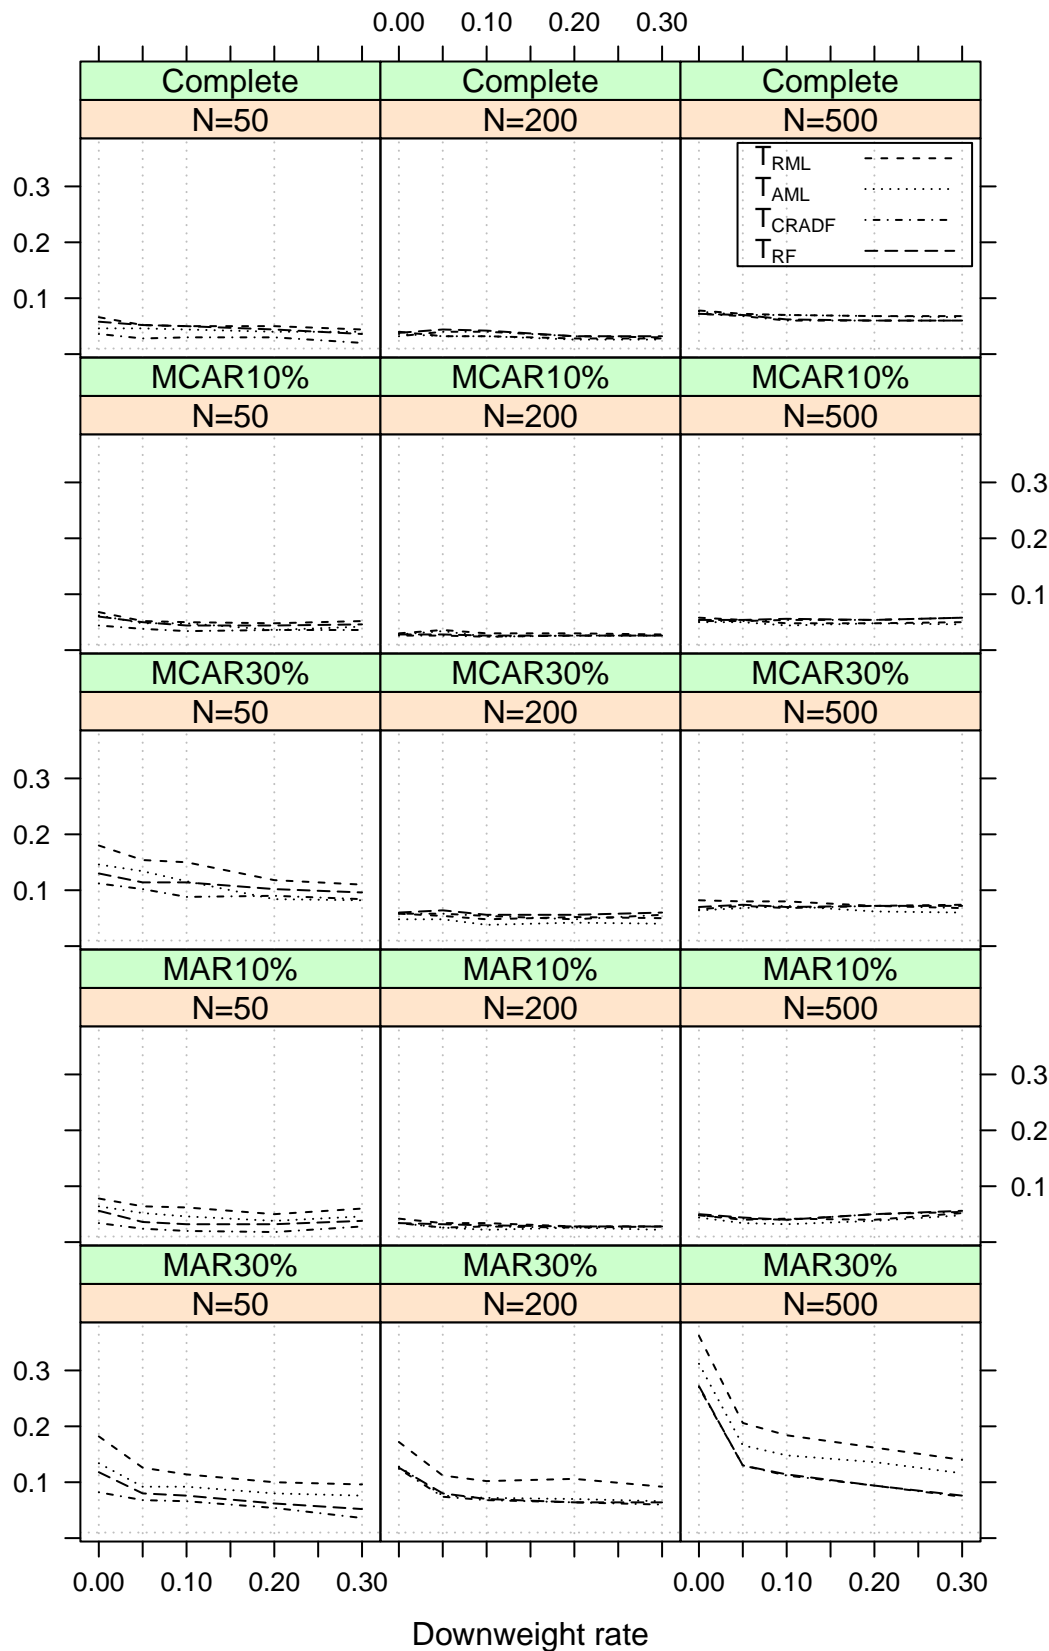 0.00 0.10 0.20 0.30
Complete Complete Complete
N=50 N=200 N=500
T_RML
T_AML
T_CRADF
T_RF
0.3
0.2
0.1
MCAR10% MCAR10% MCAR10%
N=50 N=200 N=500
0.3
0.2
0.1
MCAR30% MCAR30% MCAR30%
N=50 N=200 N=500
0.3
0.2
0.1
MAR10% MAR10% MAR10%
N=50 N=200 N=500
0.3
0.2
0.1
MAR30% MAR30% MAR30%
N=50 N=200 N=500
0.3
0.2
0.1
0.00 0.10 0.20 0.30 0.00 0.10 0.20 0.30
Downweight rate